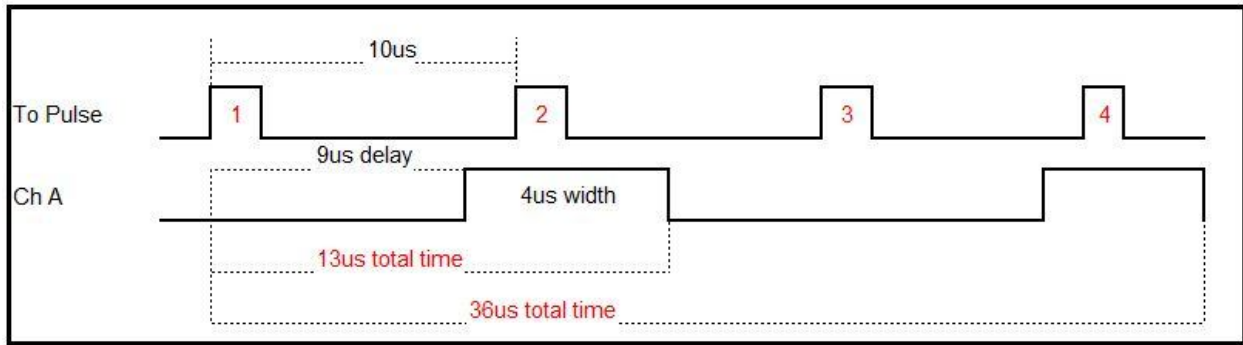 10us
To Pulse
1
2
3
4
9us delay
Ch A
4us width
13us total time
36us total time